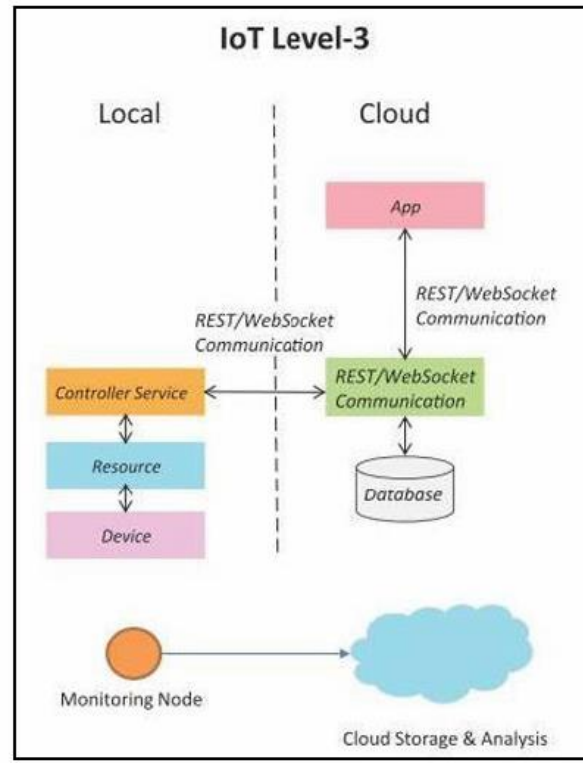 IoT Level-3
Local
Cloud
App
REST/WebSocket
Communication
REST/WebSocket
Communication
Controller Service
REST/WebSocket
Communication
Resource
Database
Device
Monitoring Node
Cloud Storage & Analysis